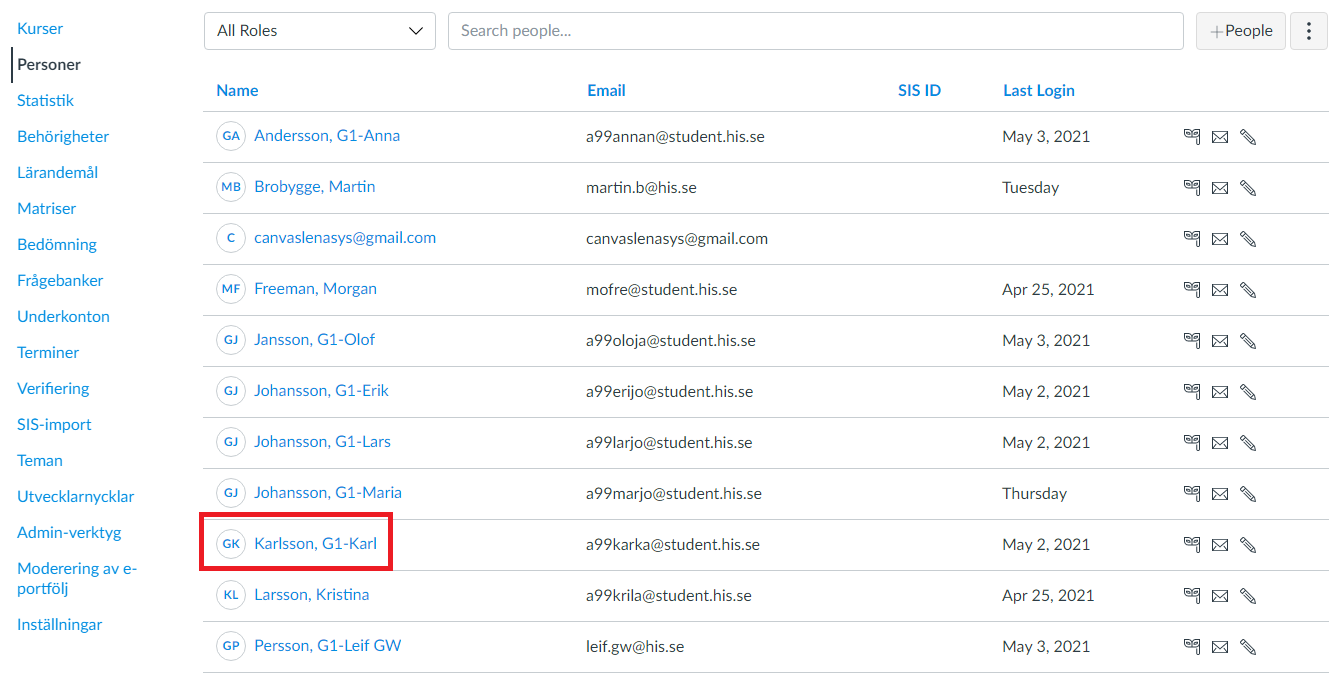 Kurser
Personer
Statistik
Behörigheter
Lärandemål
Matriser
Bedömning
Frågebanker
Underkonton
Terminer
Verifiering
SIS-import
Teman
Utvecklarnycklar
Admin-verktyg
Moderering av e-
portfölj
Inställningar
All Roles
Search people...
+People
Name Email SIS ID Last Login
GA Andersson, G1-Anna a99annan@student.his.se May 3, 2021
MB Brobygge, Martin martin.b@his.se Tuesday
C canvaslenasys@gmail.com canvaslenasys@gmail.com
MF Freeman, Morgan mofre@student.his.se Apr 25, 2021
GJ Jansson, G1-Olof a99oloja@student.his.se May 3, 2021
GJ Johansson, G1-Erik a99erijo@student.his.se May 2, 2021
GJ Johansson, G1-Lars a99larjo@student.his.se May 2, 2021
GJ Johansson, G1-Maria a99marjo@student.his.se Thursday
GK Karlsson, G1-Karl a99karka@student.his.se May 2, 2021
KL Larsson, Kristina a99krila@student.his.se Apr 25, 2021
GP Persson, G1-Leif GW leif.gw@his.se May 3, 2021